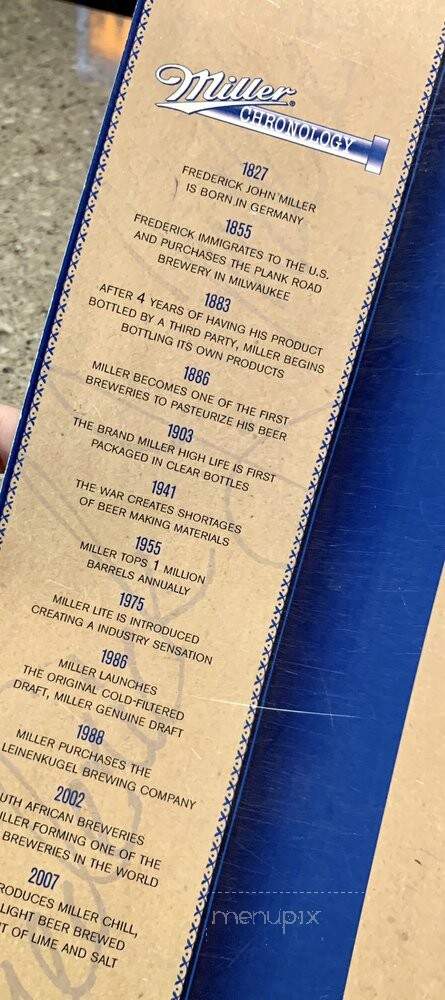 Miller
CHRONOLOGY
1827
FREDERICK JOHN MILLER
IS BORN IN GERMANY
1855
FREDERICK IMMIGRATES TO THE U.S.
AND PURCHASES THE PLANK ROAD
BREWERY IN MILWAUKEE
1883
AFTER 4 YEARS OF HAVING HIS PRODUCT
BOTTLED BY A THIRD PARTY, MILLER BEGINS
BOTTLING ITS OWN PRODUCTS
1886
MILLER BECOMES ONE OF THE FIRST
BREWERIES TO PASTEURIZE HIS BEER
1903
THE BRAND MILLER HIGH LIFE IS FIRST
PACKAGED IN CLEAR BOTTLES
1941
THE WAR CREATES SHORTAGES
OF BEER MAKING MATERIALS
1955
MILLER TOPS 1 MILLION
BARRELS ANNUALLY
1975
MILLER LITE IS INTRODUCED
CREATING A INDUSTRY SENSATION
1986
MILLER LAUNCHES
THE ORIGINAL COLD-FILTERED
DRAFT, MILLER GENUINE DRAFT
1988
MILLER PURCHASES THE
LEINENKUGEL BREWING COMPANY
2002
UTH AFRICAN BREWERIES
LLER FORMING ONE OF THE
BREWERIES IN THE WORLD
2007
RODUCES MILLER CHILL,
LIGHT BEER BREWED
T OF LIME AND SALT
menupix